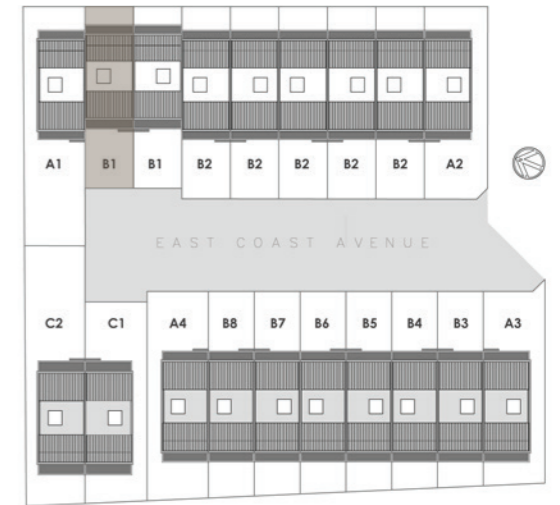 A1 B1 B1 B2 B2 B2 B2 B2 A2
EAST COAST AVENUE
C2 C1 A4 B8 B7 B6 B5 B4 B3 A3